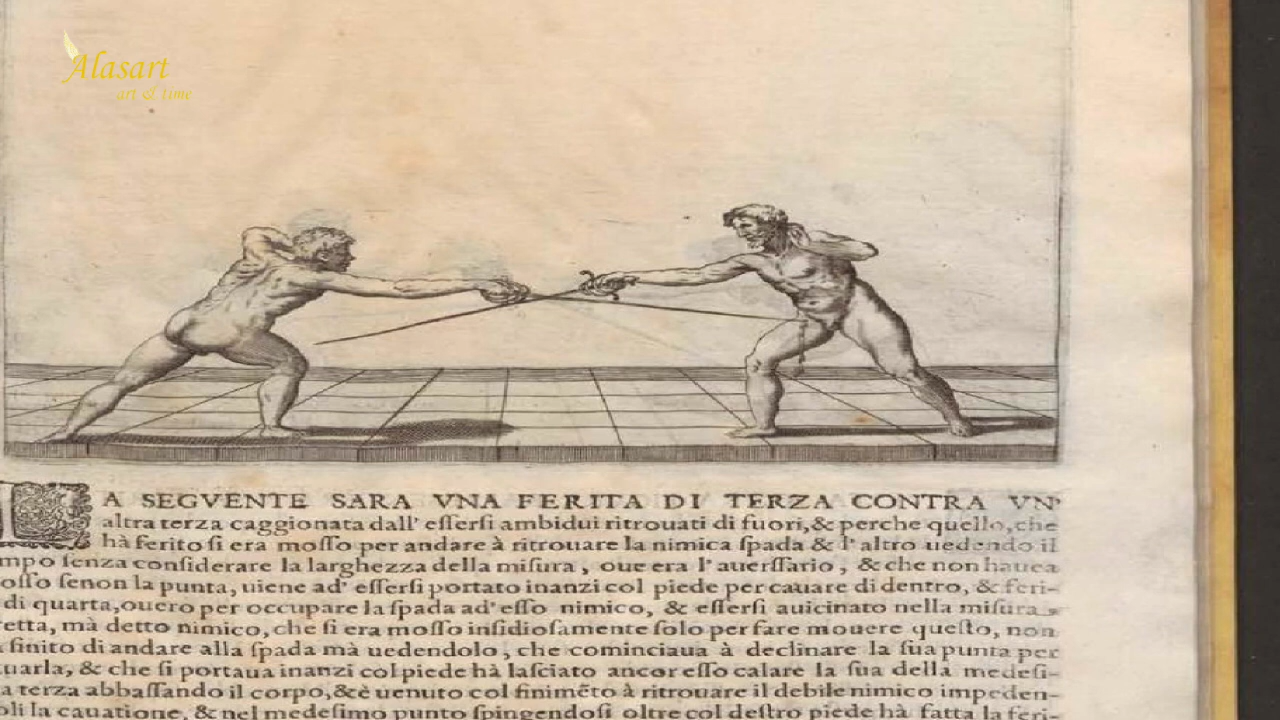 Alasart
art & time
A SEGVENTE SARA VNA FERITA DI TERZA CONTRA VN'
altra terza caggionata dall' eſſerſi ambidui ritrouati di fuori,& perche quello, che
hà ferito ſi era moſſo per andare à ritrouare la nimica ſpada & l'altro uedendo il
mpo ſenza conſiderare la larghezza della miſura, oue era l'auerſſario, & che non hauea
oſſo ſenon la punta, uiene ad' eſſerſi portato inanzi col piede per cauare di dentro, & feri-
di quarta,ouero per occupare la ſpada ad' eſſo nimico, & eſſerſi auicinato nella miſura
retta, mà detto nimico, che ſi era moſſo inſidioſamente ſolo per fare mouere queſto, non
finito di andare alla ſpada mà uedendolo, che cominciaua à declinare la ſua punta per
tuarla, & che ſi portaua inanzi col piede hà laſciato ancor eſſo calare la ſua della medeſi-
a terza abbaſſando il corpo,&è uenuto col finimẽto à ritrouare il debile nimico impeden-
oli la cauatione, & nel medeſimo punto ſpingendoſi oltre col deſtro piede hà fatta la feri-